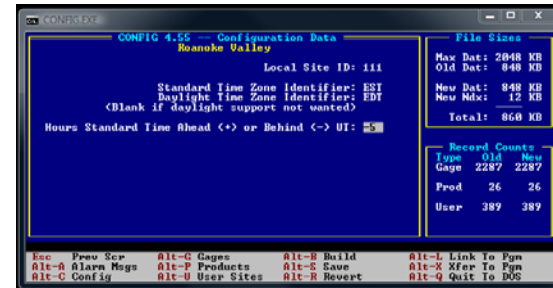 CONFIG.EXE
CONFIG 4.55 -- Configuration Data
Roanoke Valley
Local Site ID: 111
Standard Time Zone Identifier: EST
Daylight Time Zone Identifier: EDT
(Blank if daylight support not wanted)
Hours Standard Time Ahead (+) or Behind (-) UT: -5
File Sizes
Max Dat: 2048 KB
Old Dat: 848 KB
New Dat: 848 KB
New Ndx: 12 KB
Total: 860 KB
Record Counts
Type Old New
Gage 2287 2287
Prod 26 26
User 389 389
Esc Prev Scr Alt-G Gages Alt-B Build Alt-L Link To Pgm
Alt-A Alarm Msgs Alt-P Products Alt-S Save Alt-X Xfer To Pgm
Alt-C Config Alt-U User Sites Alt-R Revert Alt-Q Quit To DOS